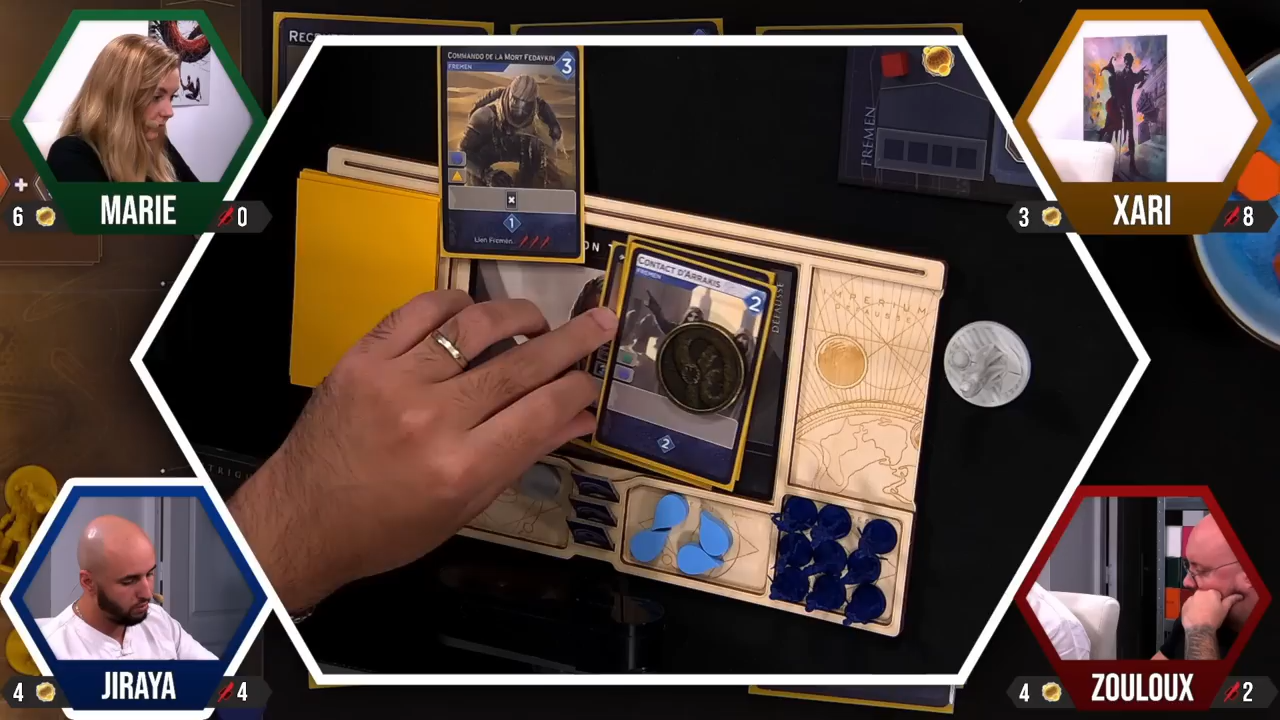 COMMANDO DE LA MORT FEDAYKIN
3
FREMEN
1
Lien Fremen
CONTACT D'ARRAKIS
FREMEN
2
2
DÉFAUSSE
IMPERIUM
FREMEN
MARIE
6
0
XARI
3
8
JIRAYA
4
4
ZOULOUX
4
2